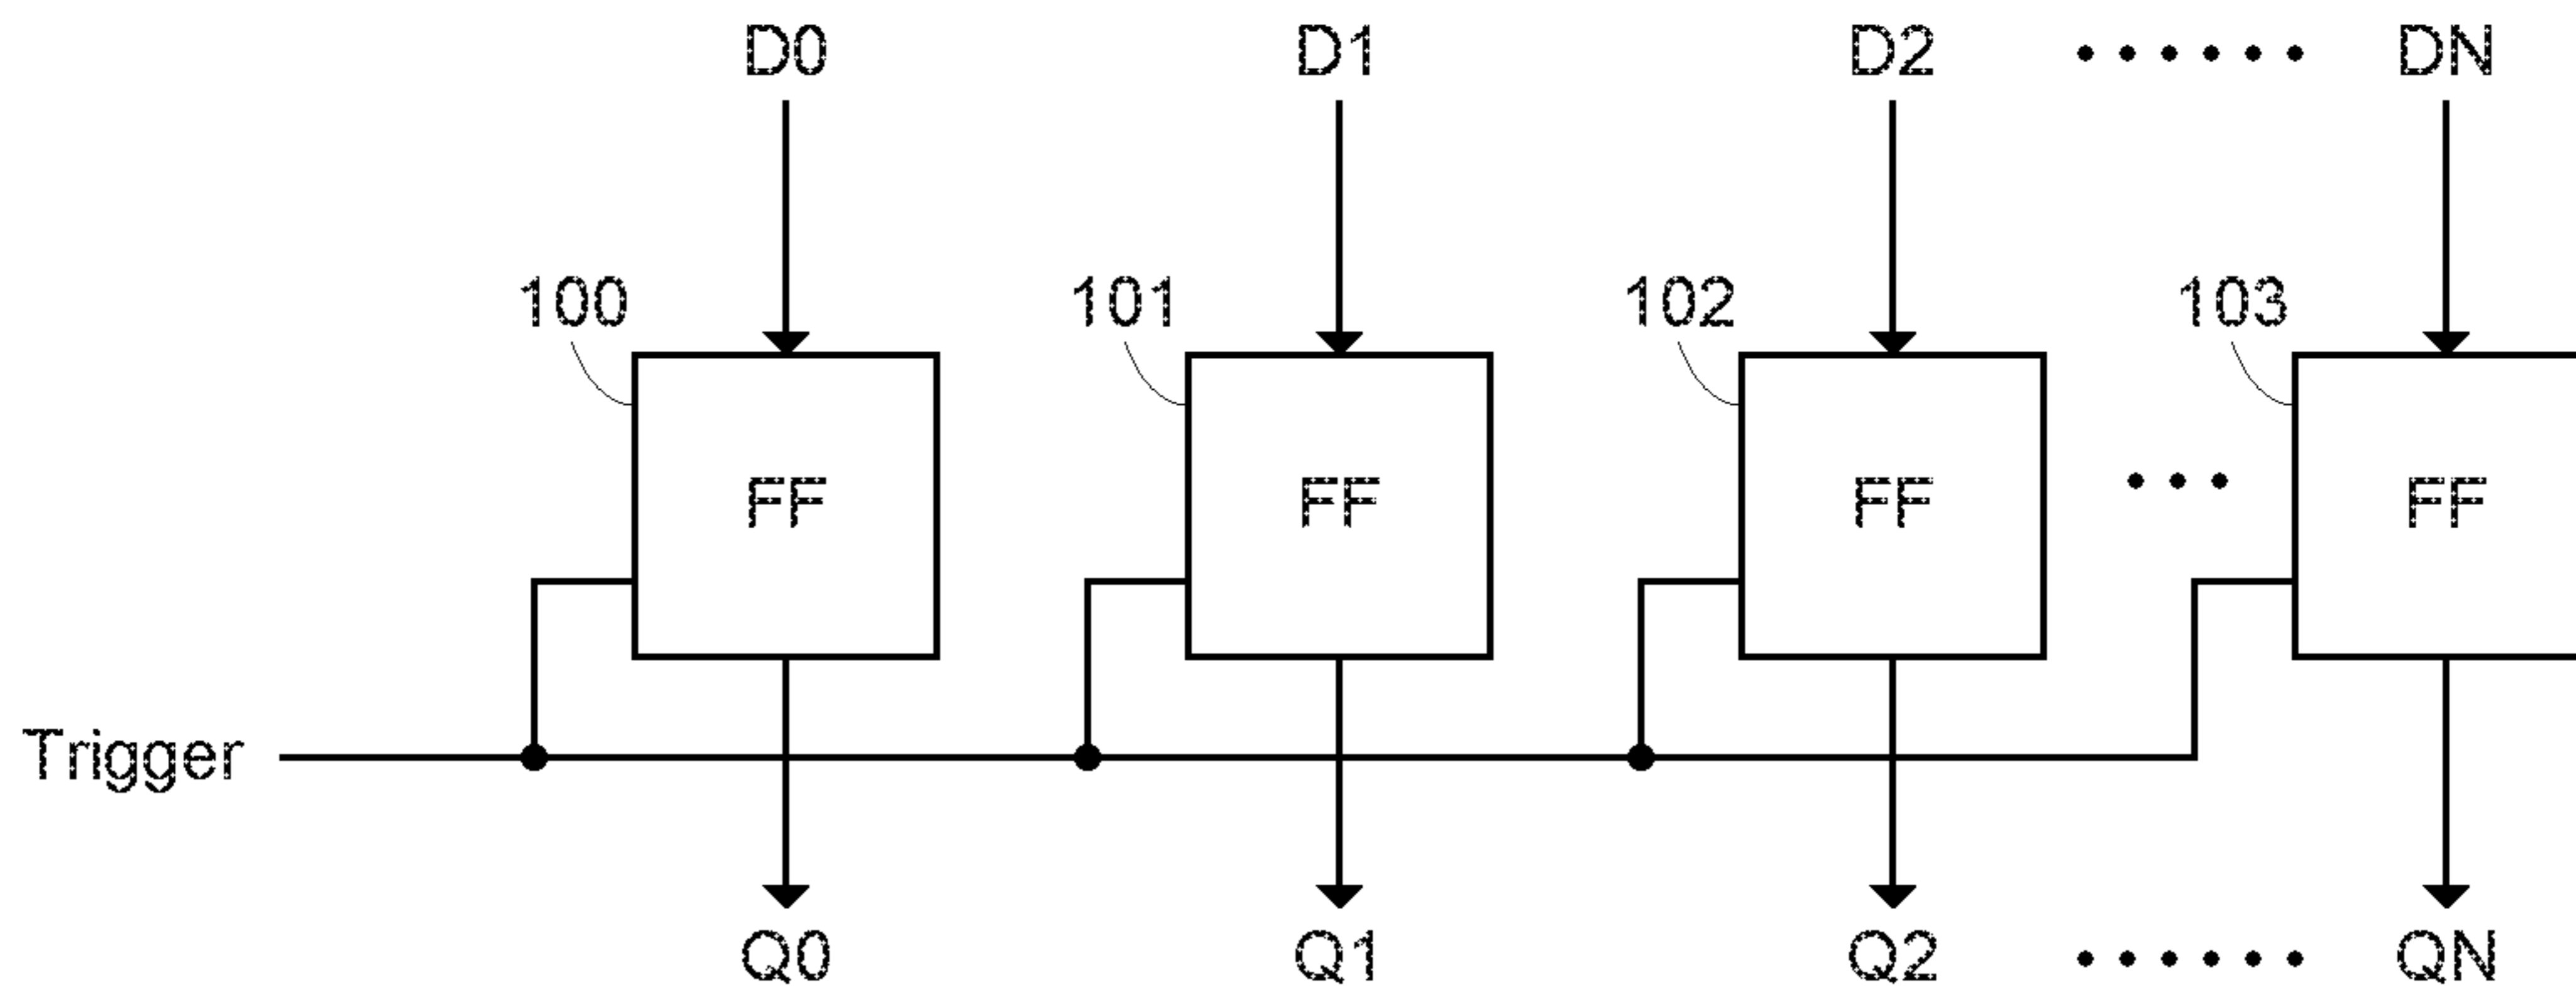 D0 D1 D2 ...... DN
100 101 102 103
FF FF FF ... FF
Trigger
Q0 Q1 Q2 ...... QN